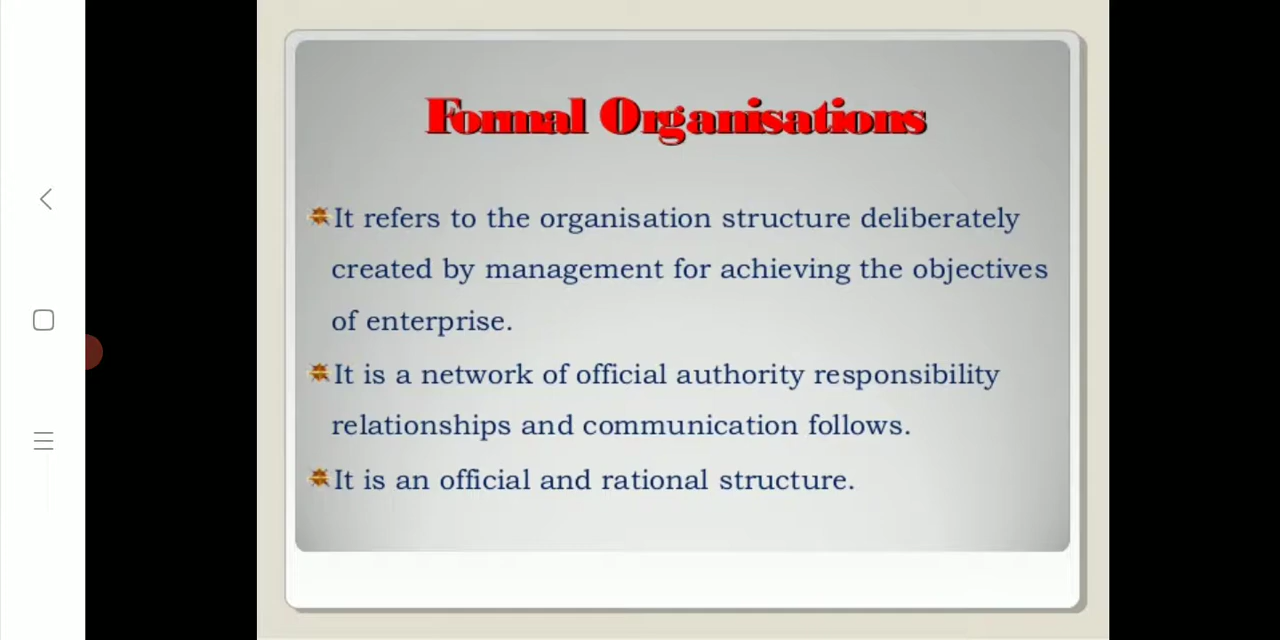 Formal Organisations
It refers to the organisation structure deliberately
created by management for achieving the objectives
of enterprise.
It is a network of official authority responsibility
relationships and communication follows.
It is an official and rational structure.